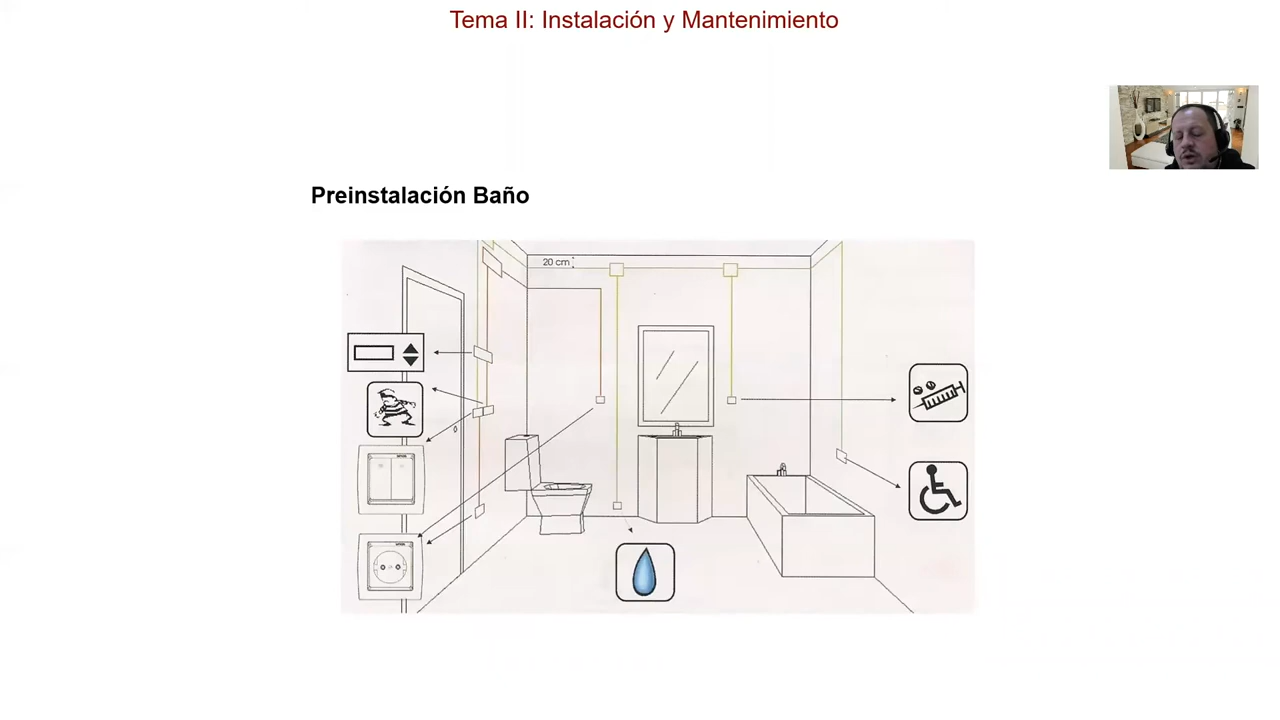 Tema II: Instalación y Mantenimiento
Preinstalación Baño
20 cm